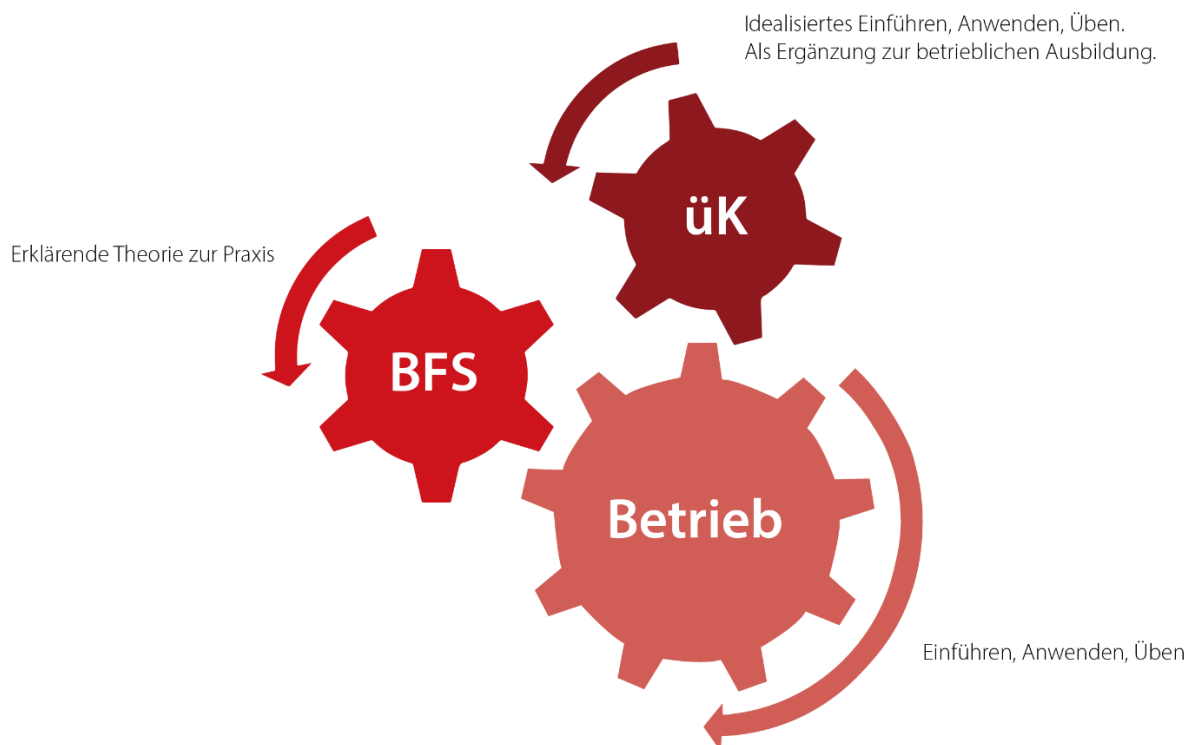 Idealisiertes Einführen, Anwenden, Üben.
Als Ergänzung zur betrieblichen Ausbildung.
üK
Erklärende Theorie zur Praxis
BFS
Betrieb
Einführen, Anwenden, Üben